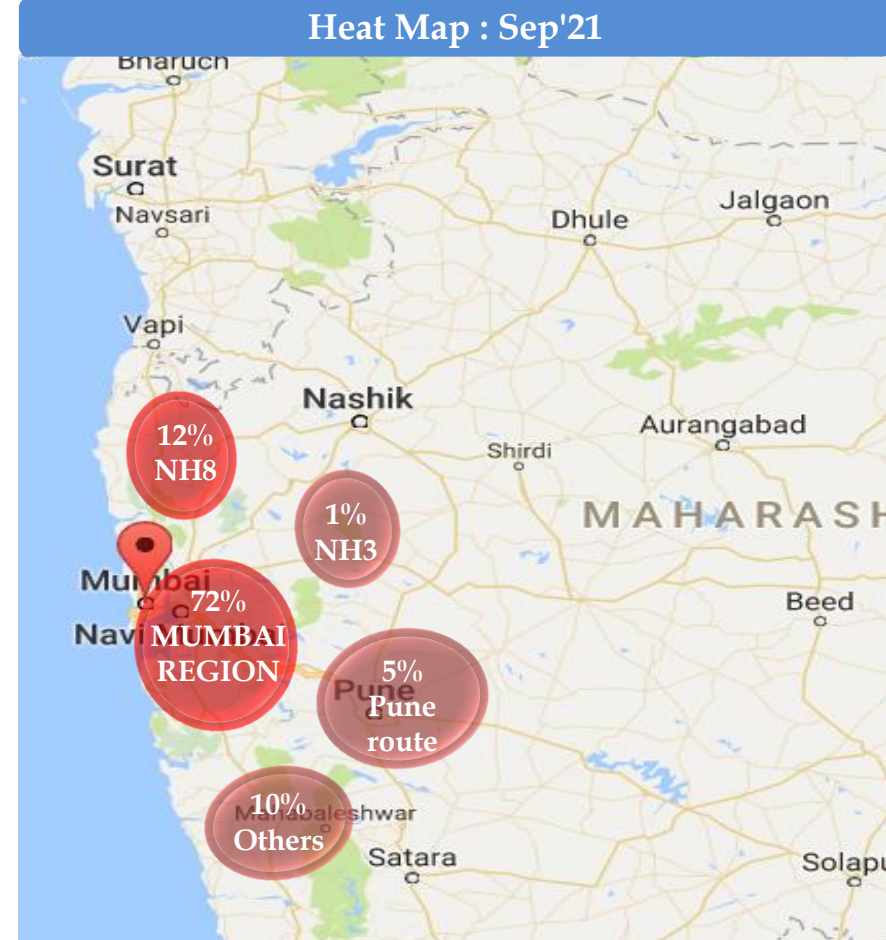 Heat Map : Sep'21
Bharuch
Surat
Navsari
Dhule
Jalgaon
Vapi
Nashik
Aurangabad
Shirdi
12%
NH8
1%
NH3
MAHARASH
Mumbai
Beed
72%
Navi
MUMBAI
REGION
5%
Pune
Pune
route
10%
Mahabaleshwar
Others
Satara
Solapu